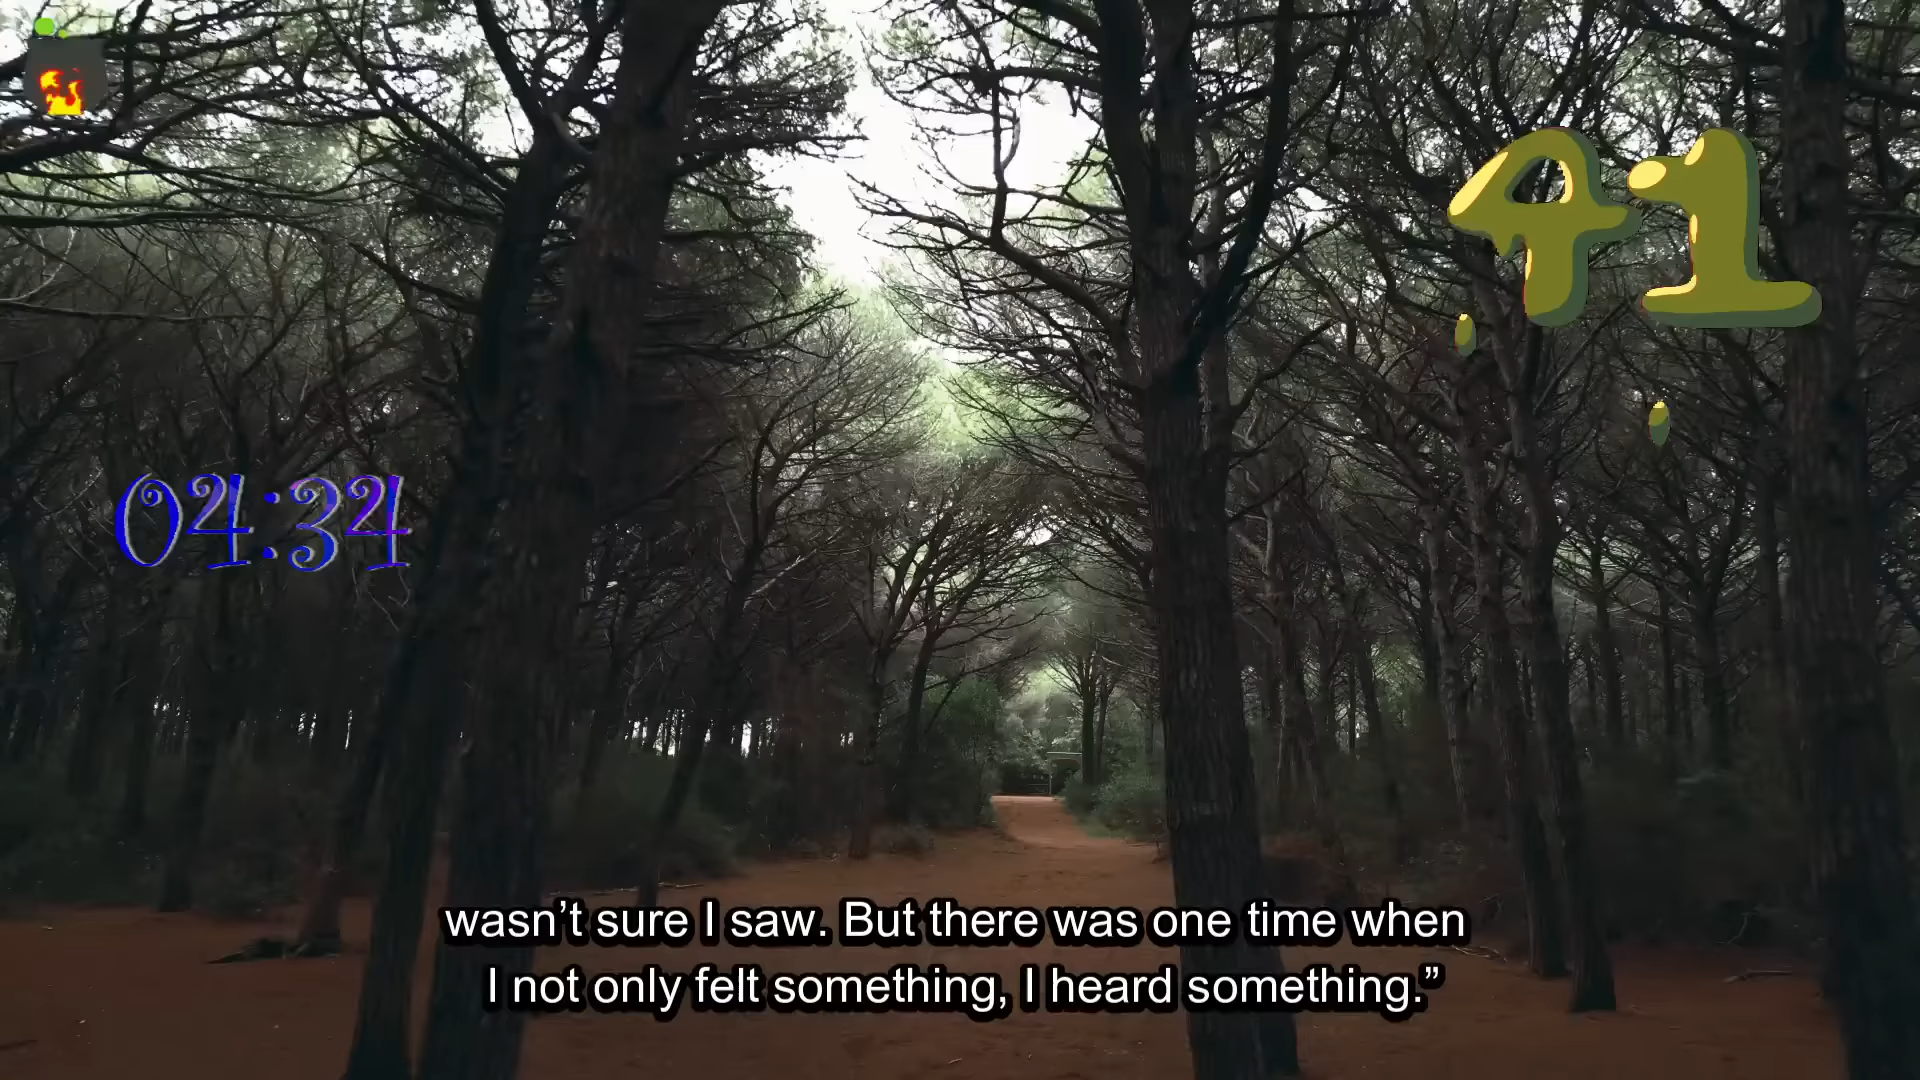 41
04:34
wasn’t sure I saw. But there was one time when
I not only felt something, I heard something.”